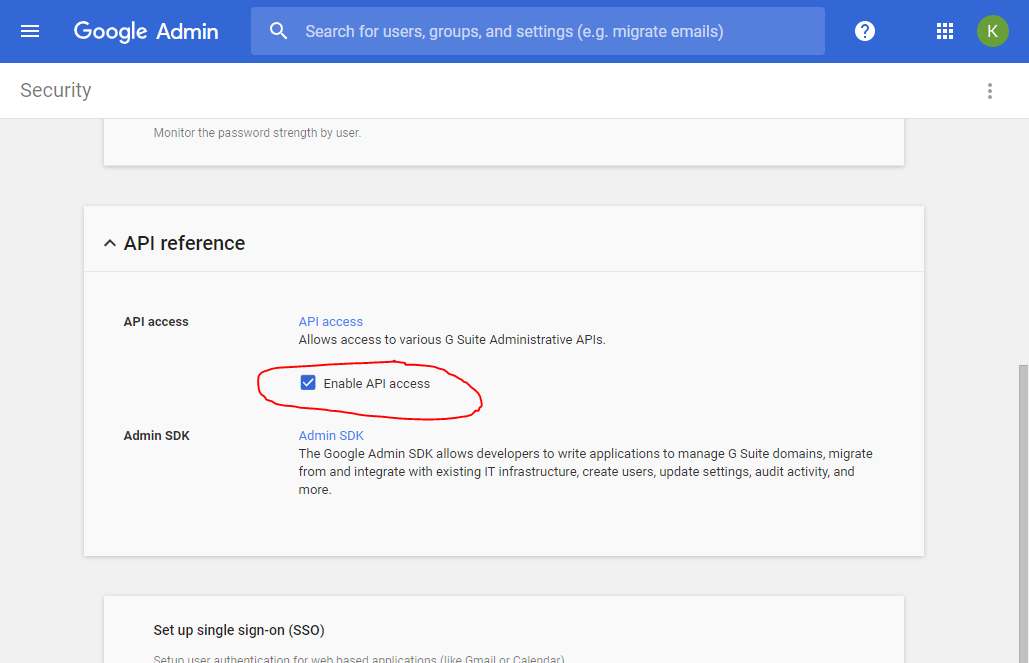 Google Admin
Search for users, groups, and settings (e.g. migrate emails)
?
K
Security
Monitor the password strength by user.
API reference
API access
API access
Allows access to various G Suite Administrative APIs.
Enable API access
Admin SDK
Admin SDK
The Google Admin SDK allows developers to write applications to manage G Suite domains, migrate
from and integrate with existing IT infrastructure, create users, update settings, audit activity, and
more.
Set up single sign-on (SSO)
Setup user authentication for web based applications (like Gmail or Calendar)